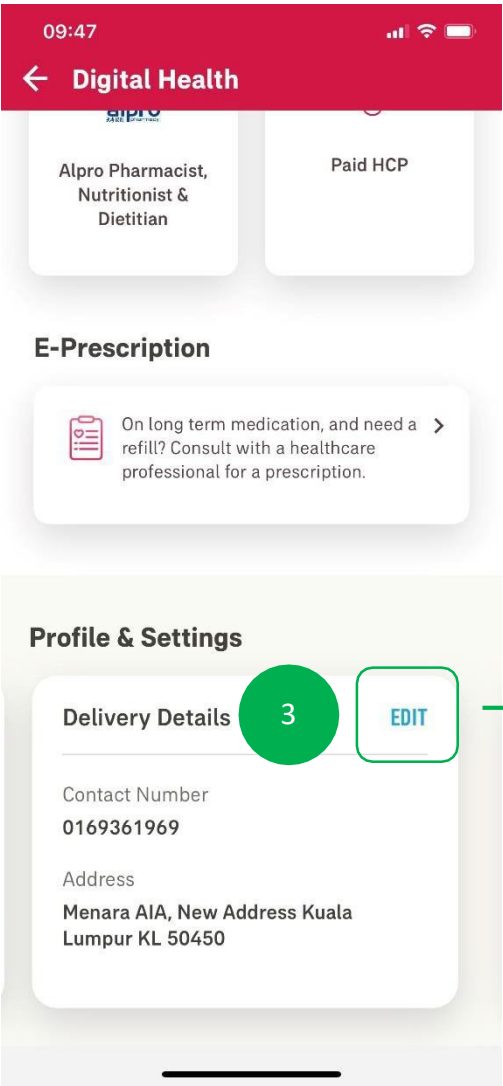 09:47
Digital Health
alpro
Alpro Pharmacist,
Nutritionist &
Dietitian
Paid HCP
E-Prescription
On long term medication, and need a
refill? Consult with a healthcare
professional for a prescription.
Profile & Settings
Delivery Details
3
EDIT
Contact Number
0169361969
Address
Menara AIA, New Address Kuala
Lumpur KL 50450